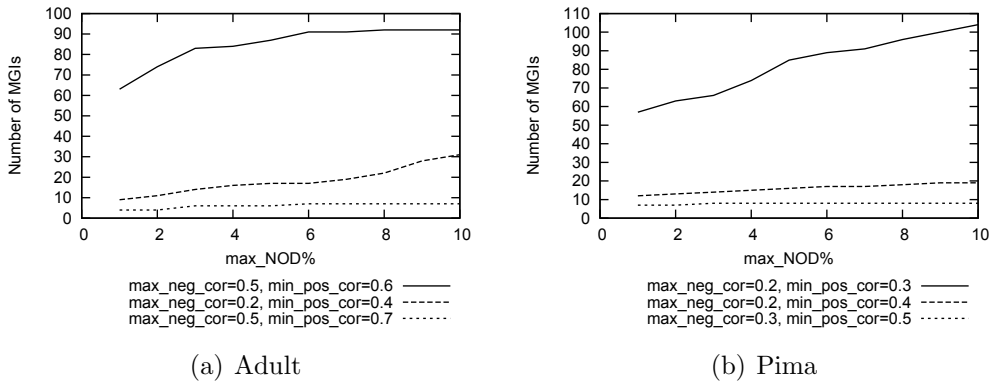 100
90
80
70
60
50
40
30
20
10
0
Number of MGIs
0 2 4 6 8 10
max_NOD%
max_neg_cor=0.5, min_pos_cor=0.6
max_neg_cor=0.2, min_pos_cor=0.4
max_neg_cor=0.5, min_pos_cor=0.7
(a) Adult
110
100
90
80
70
60
50
40
30
20
10
0
Number of MGIs
0 2 4 6 8 10
max_NOD%
max_neg_cor=0.2, min_pos_cor=0.3
max_neg_cor=0.2, min_pos_cor=0.4
max_neg_cor=0.3, min_pos_cor=0.5
(b) Pima